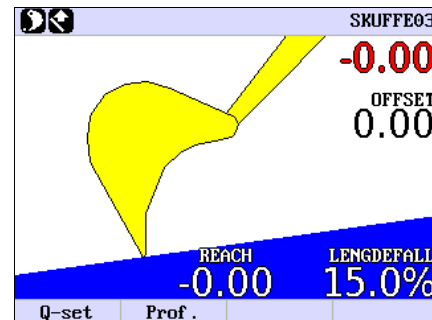 SKUFFE03
-0.00
OFFSET
0.00
REACH LENGDEFALL
-0.00 15.0%
Q-set Prof.